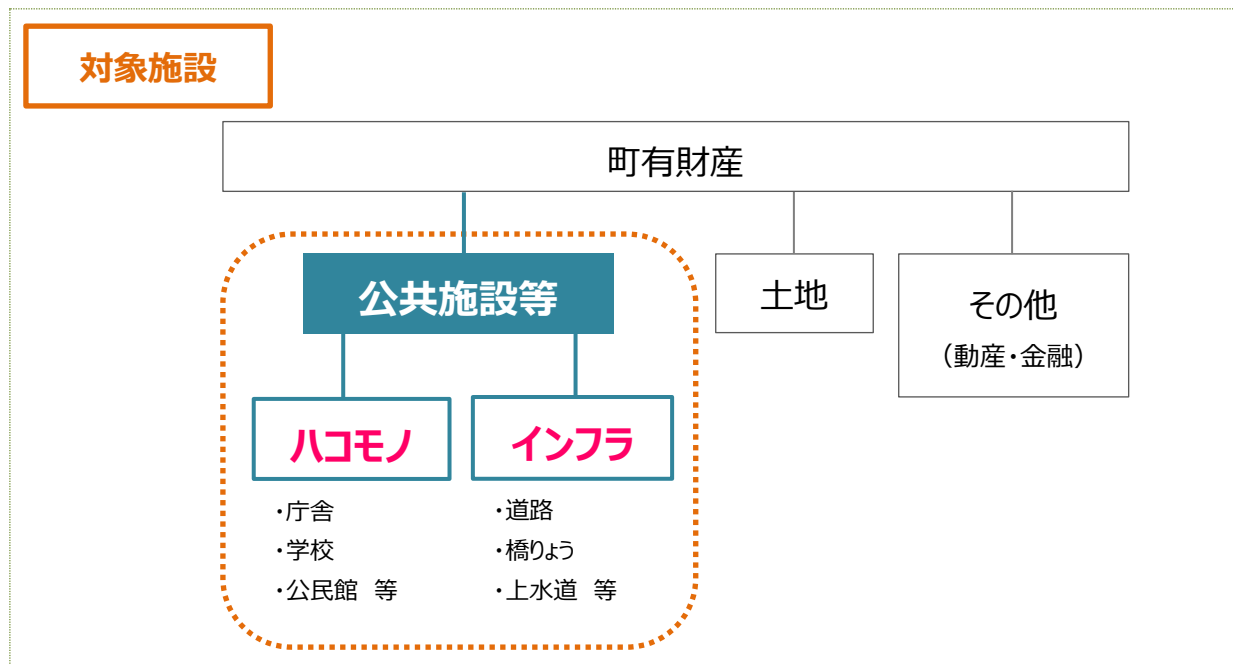 対象施設
町有財産
公共施設等
土地
その他
（動産・金融）
ハコモノ
インフラ
・庁舎
・学校
・公民館　等
・道路
・橋りょう
・上水道　等